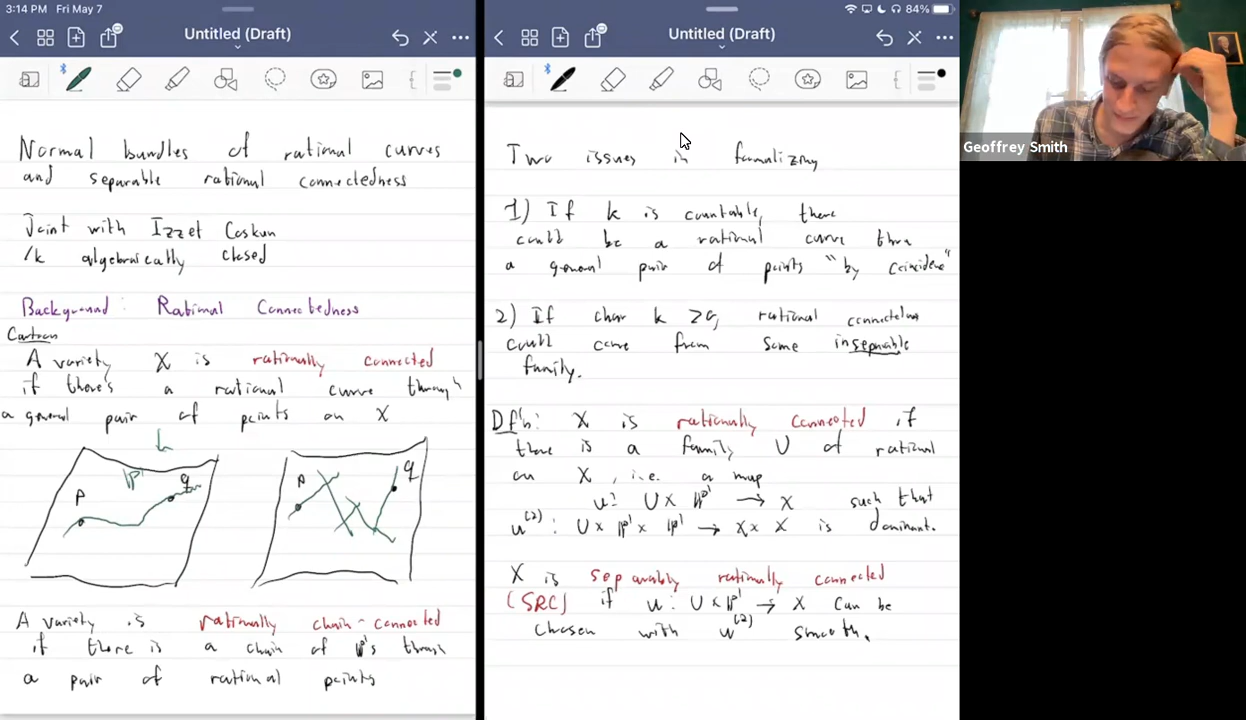 3:14 PM Fri May 7
84%
Untitled (Draft)
Untitled (Draft)
Geoffrey Smith
Normal bundles of rational curves
and separable rational connectedness
Joint with Izzet Coskun
/k algebraically closed
Background: Rational Connectedness
Cartoon
A variety X is rationally connected
if there's a rational curve through
a general pair of points on X
p P¹ q
p q
A variety is rationally chain-connected
if there is a chain of P¹'s through
a pair of rational points
Two issues in formalizing
1) If k is countable, there
could be a rational curve thru
a general pair of points "by coincidence"
2) If char k > 0, rational connectedness
could come from some inseparable
family.
Df'n: X is rationally connected if
there is a family U of rational
on X, i.e. a map
u: U × P¹ → X such that
u⁽²⁾: U × P¹ × P¹ → X × X is dominant.
X is separably rationally connected
(SRC) if u: U × P¹ → X can be
chosen with u⁽²⁾ smooth.